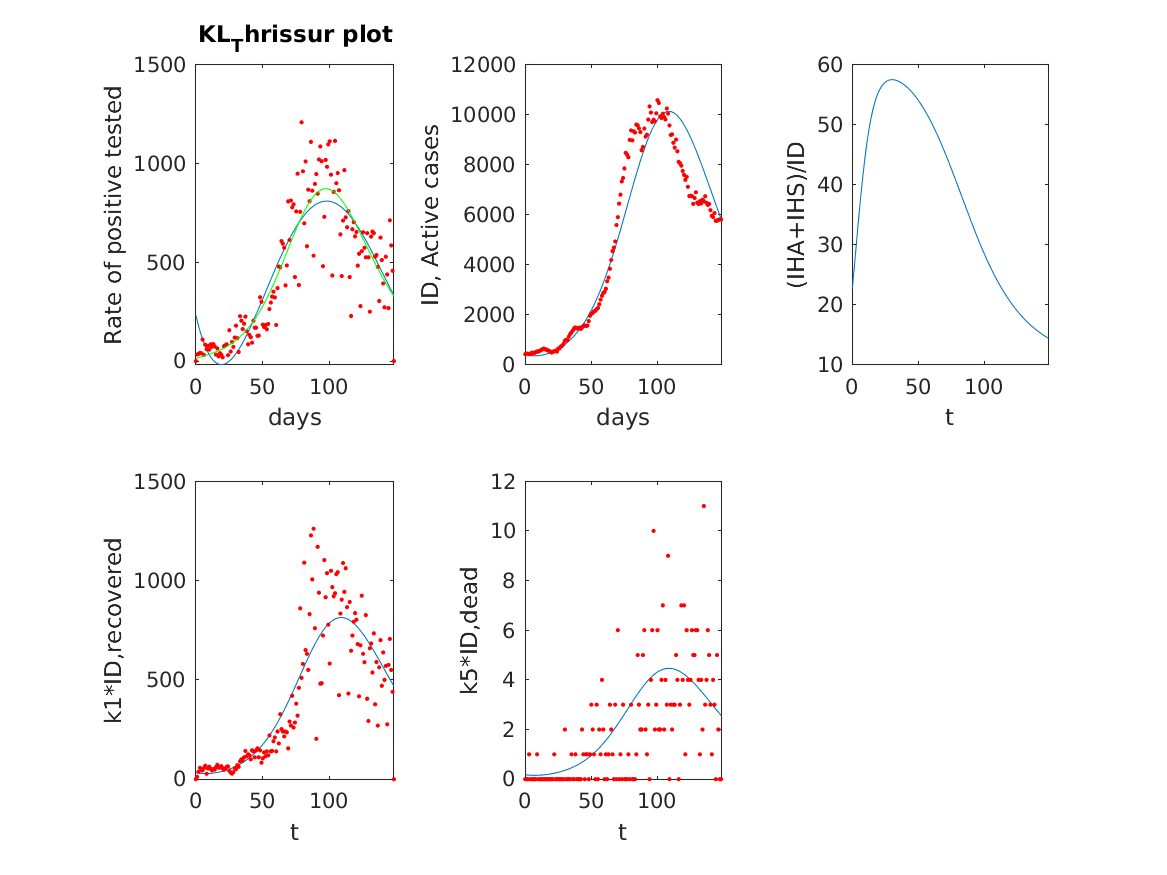 KL_Thrissur plot
1500
1000
500
0
0 50 100
Rate of positive tested
days
12000
10000
8000
6000
4000
2000
0
0 50 100
ID, Active cases
days
60
50
40
30
20
10
0 50 100
(IHA+IHS)/ID
t
1500
1000
500
0
0 50 100
k1*ID,recovered
t
12
10
8
6
4
2
0
0 50 100
k5*ID,dead
t